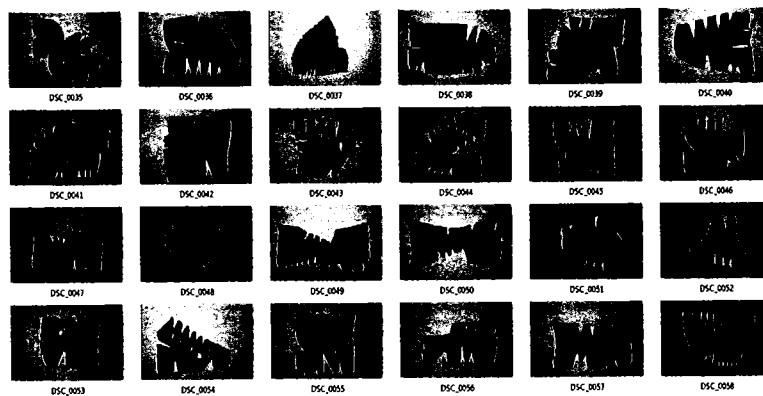 DSC_0035 DSC_0036 DSC_0037 DSC_0038 DSC_0039 DSC_0040
DSC_0041 DSC_0042 DSC_0043 DSC_0044 DSC_0045 DSC_0046
DSC_0047 DSC_0048 DSC_0049 DSC_0050 DSC_0051 DSC_0052
DSC_0053 DSC_0054 DSC_0055 DSC_0056 DSC_0057 DSC_0058